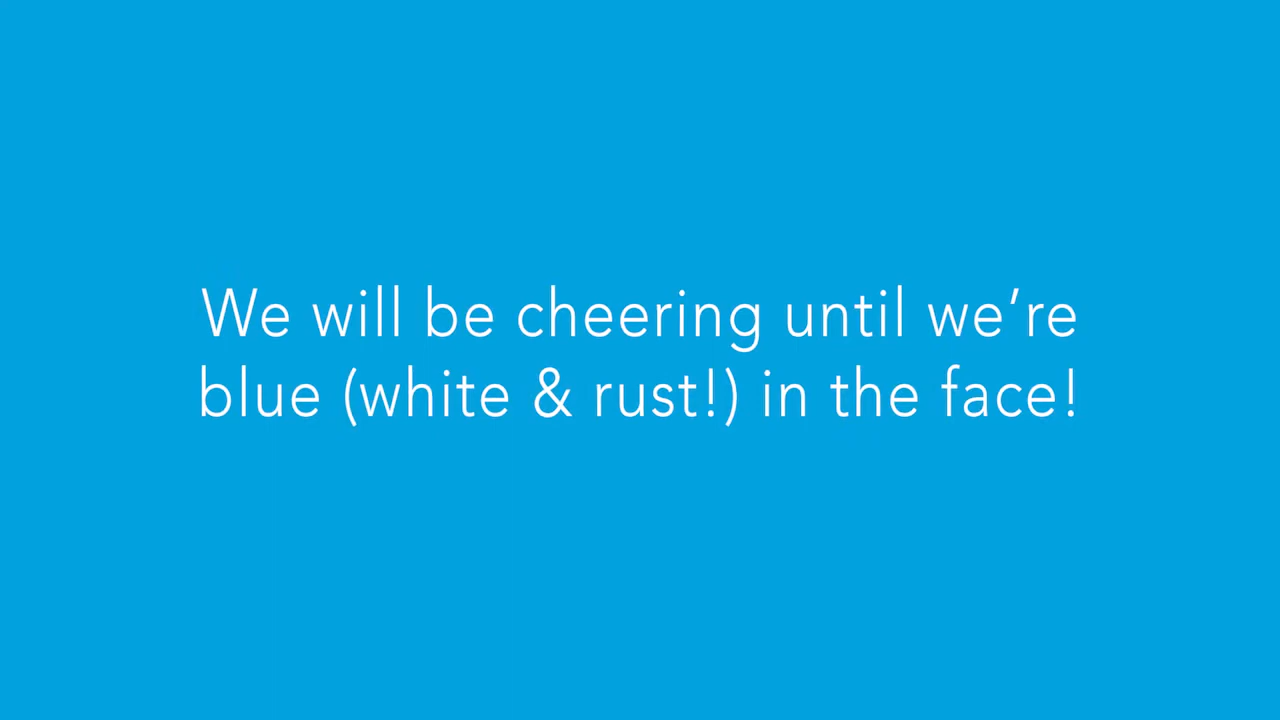 We will be cheering until we’re
blue (white & rust!) in the face!